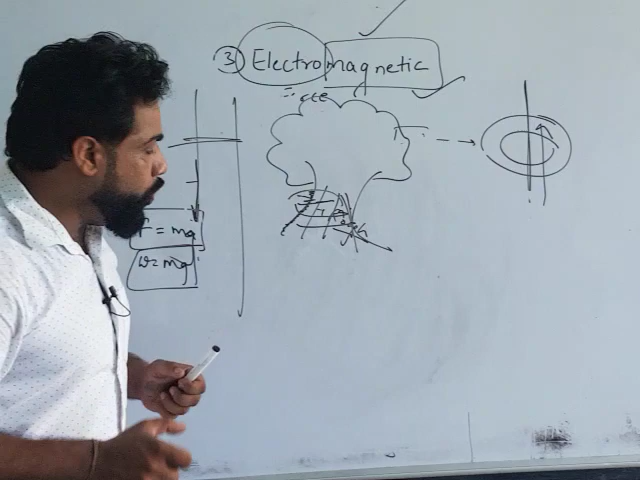 ③ Electromagnetic
F = mg
w = mg